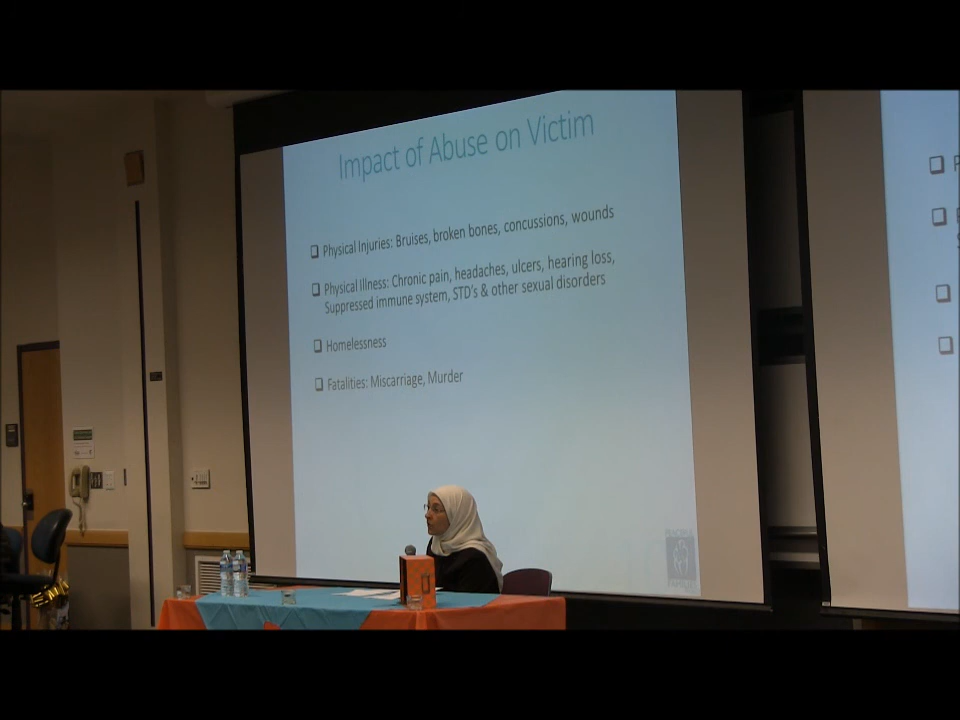 Impact of Abuse on Victim
❑ Physical Injuries: Bruises, broken bones, concussions, wounds
❑ Physical Illness: Chronic pain, headaches, ulcers, hearing loss,
Suppressed immune system, STD's & other sexual disorders
❑ Homelessness
❑ Fatalities: Miscarriage, Murder